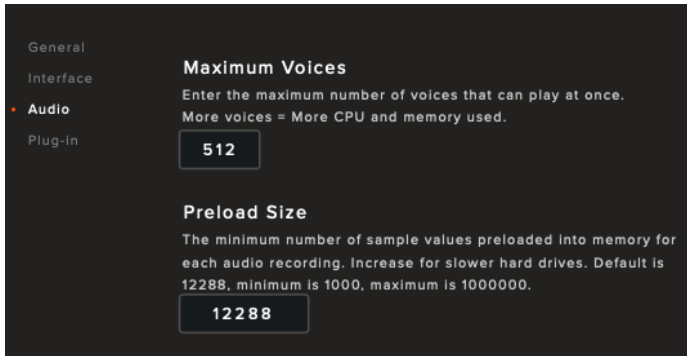 General
Interface
Audio
Plug-in
Maximum Voices
Enter the maximum number of voices that can play at once.
More voices = More CPU and memory used.
512
Preload Size
The minimum number of sample values preloaded into memory for
each audio recording. Increase for slower hard drives. Default is
12288, minimum is 1000, maximum is 1000000.
12288